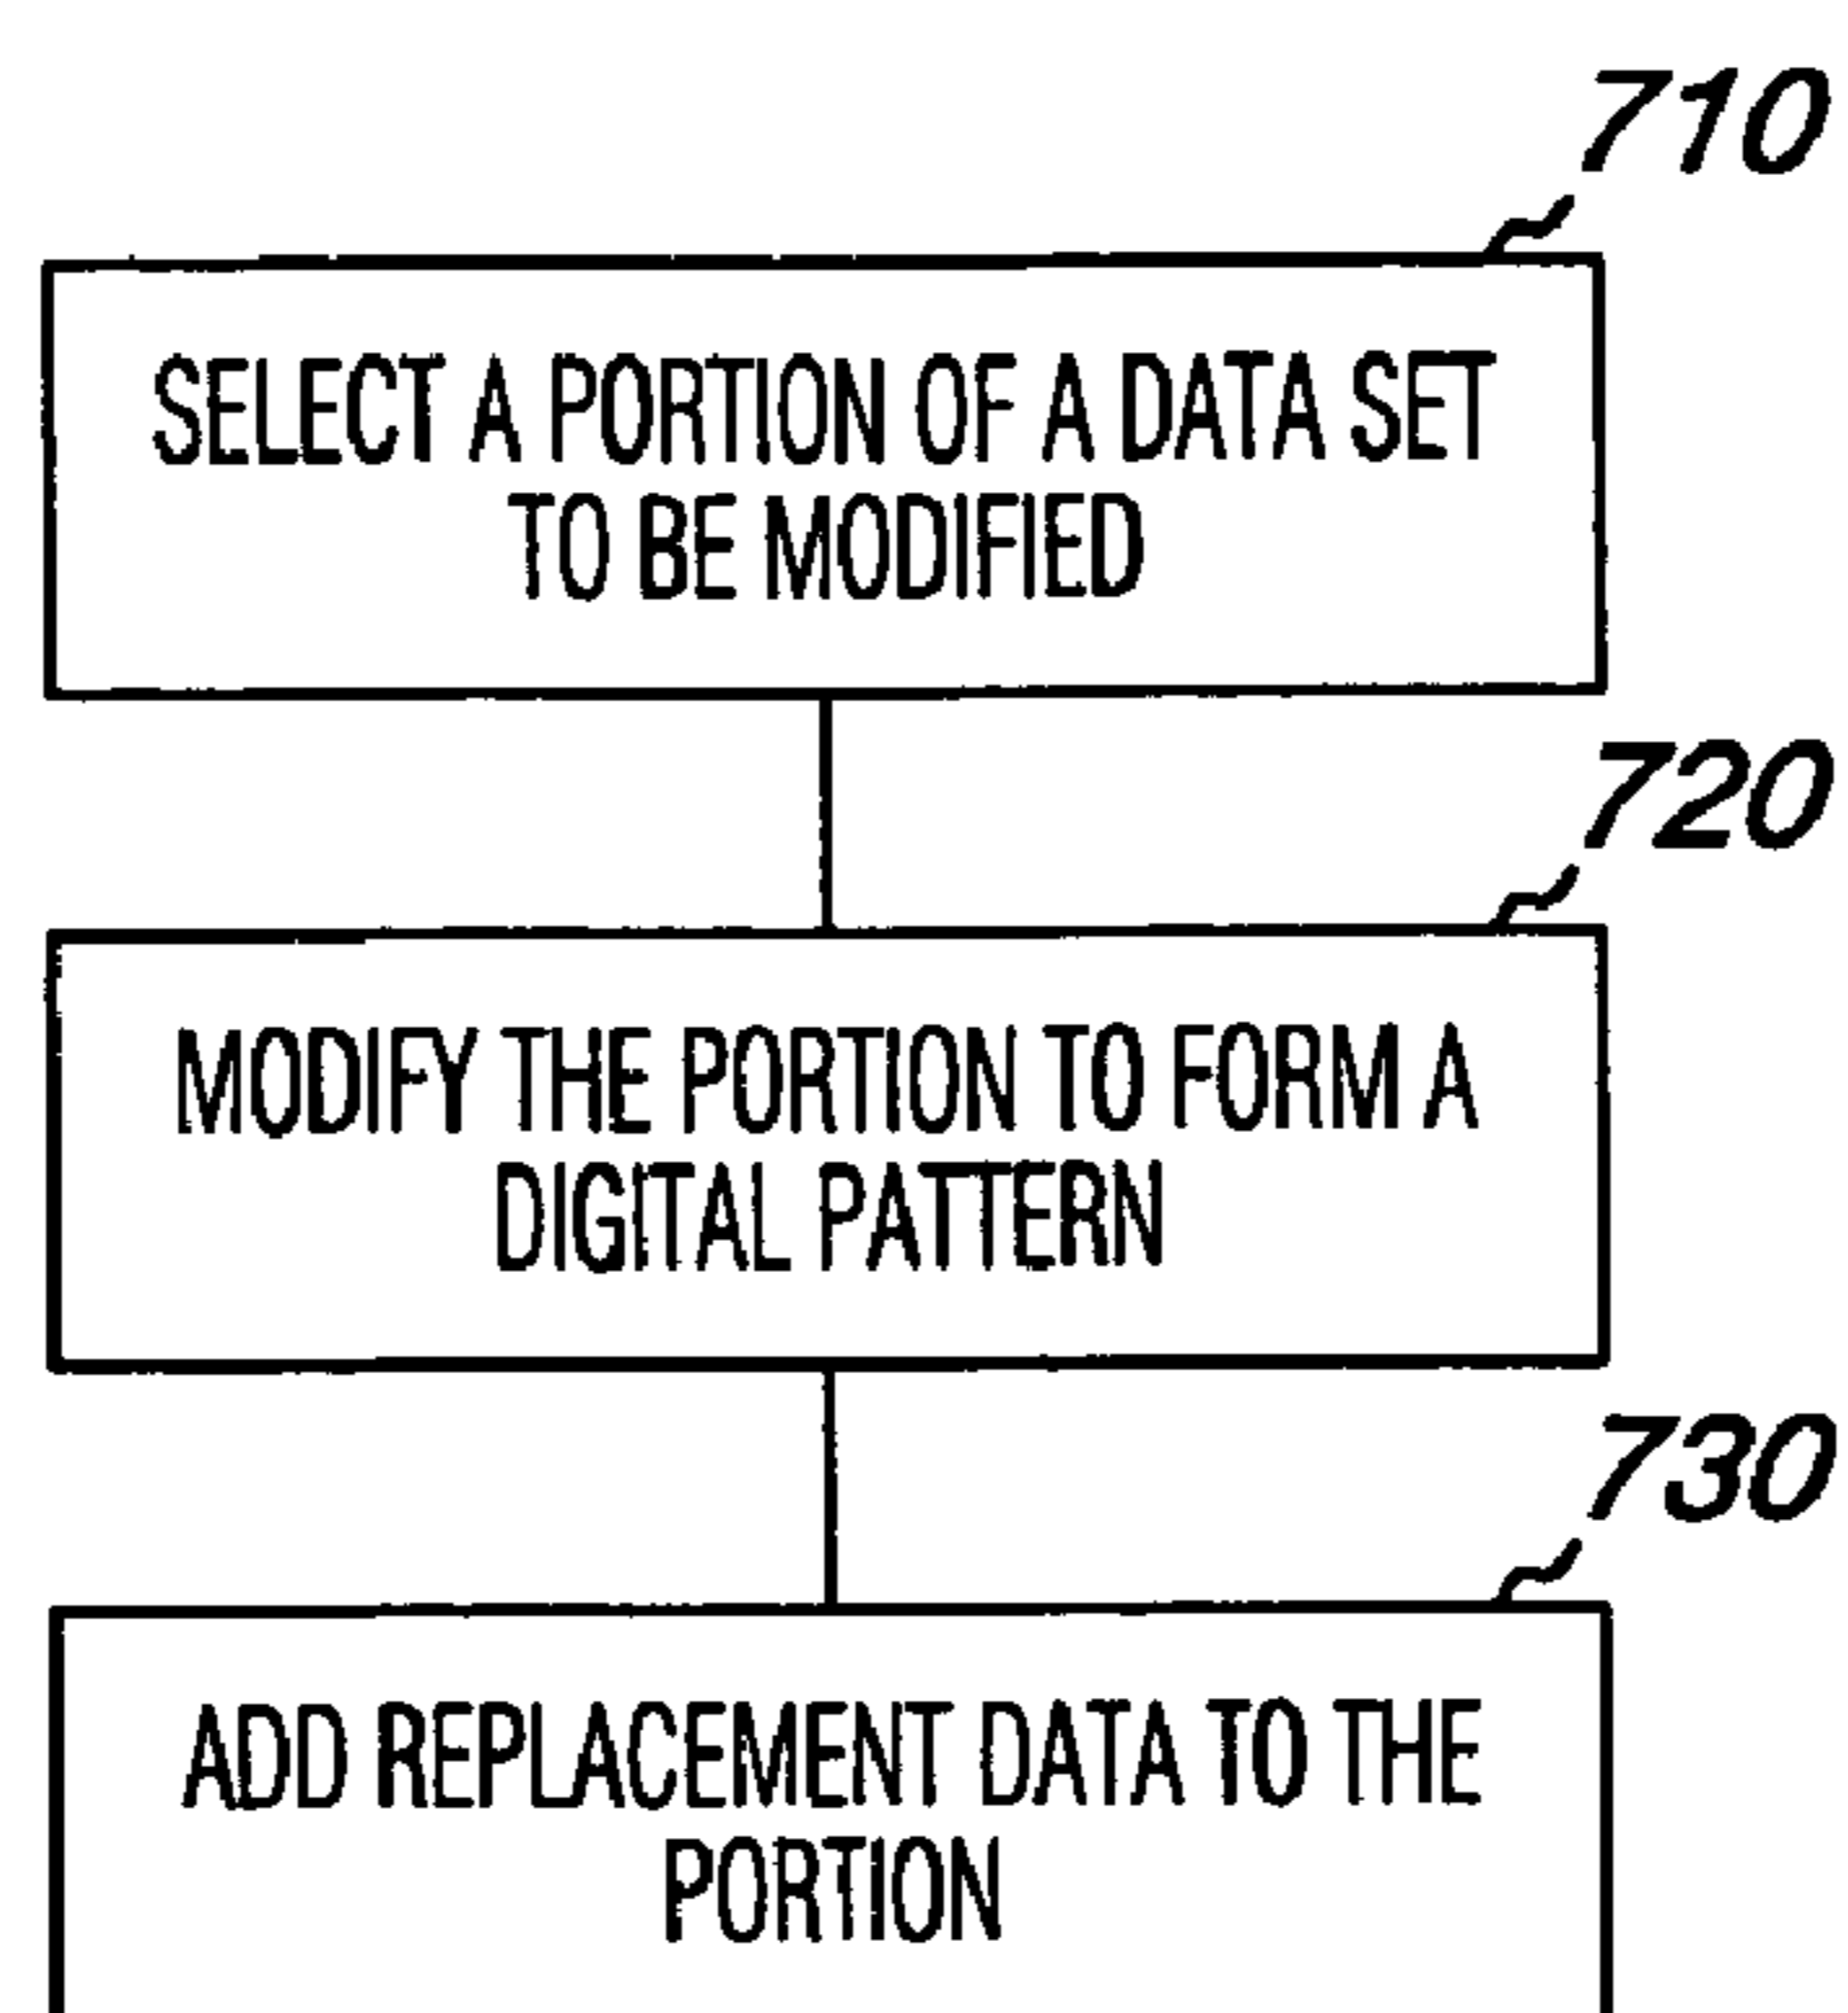 710
SELECT A PORTION OF A DATA SET
TO BE MODIFIED
720
MODIFY THE PORTION TO FORM A
DIGITAL PATTERN
730
ADD REPLACEMENT DATA TO THE
PORTION